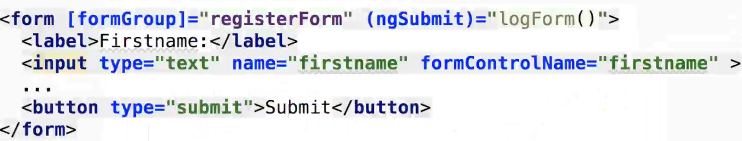 <form [formGroup]="registerForm" (ngSubmit)="logForm()">
<label>Firstname:</label>
<input type="text" name="firstname" formControlName="firstname" >
...
<button type="submit">Submit</button>
</form>